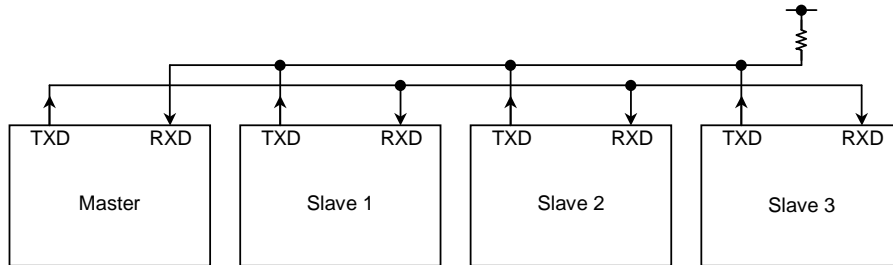 TXD RXD TXD RXD TXD RXD TXD RXD
Master Slave 1 Slave 2 Slave 3